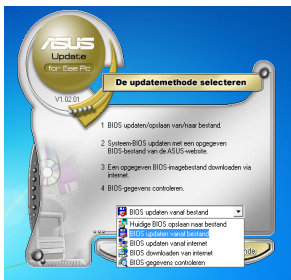 ASUS
Update
for Eee Pc
V1.02.01
De updatemethode selecteren
1 BIOS updaten/opslaan van/naar bestand.
2 Systeem-BIOS updaten met een opgegeven
BIOS-bestand van de ASUS-website.
3 Een opgegeven BIOS-imagebestand downloaden via
internet.
4 BIOS-gegevens controleren.
BIOS updaten vanaf bestand
Huidige BIOS opslaan naar bestand
BIOS updaten vanaf bestand
BIOS updaten vanaf internet
BIOS downloaden van internet
BIOS-gegevens controleren